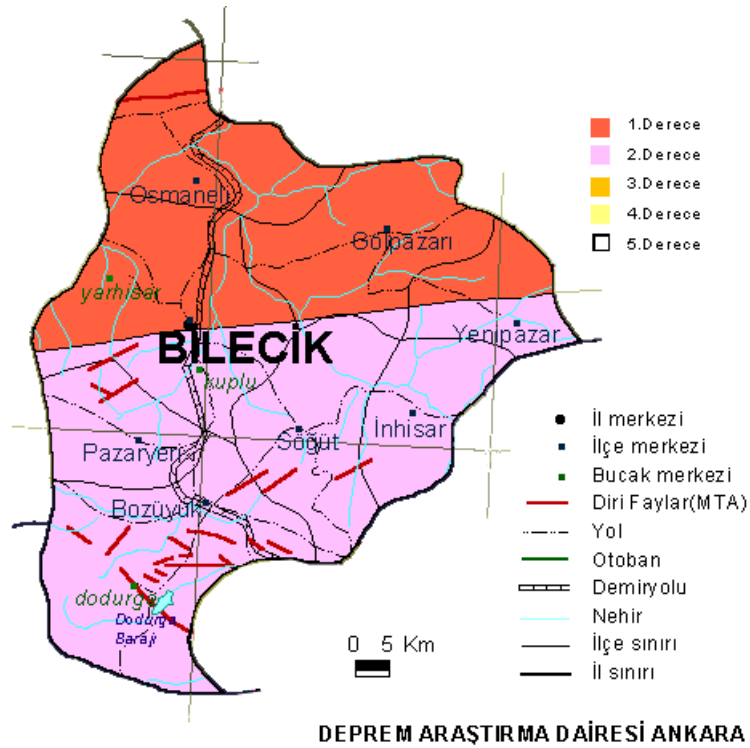 1.Derece
2.Derece
3.Derece
4.Derece
5.Derece
Osmaneli
Gölpazarı
yarhisar
Yenipazar
BİLECİK
kuplu
İnhisar
Söğüt
Pazaryeri
Bozüyük
dodurga
Dodurga
Barajı
İl merkezi
İlçe merkezi
Bucak merkezi
Diri Faylar(MTA)
Yol
Otoban
Demiryolu
Nehir
İlçe sınırı
İl sınırı
0 5 Km
DEPREM ARAŞTIRMA DAİRESİ ANKARA